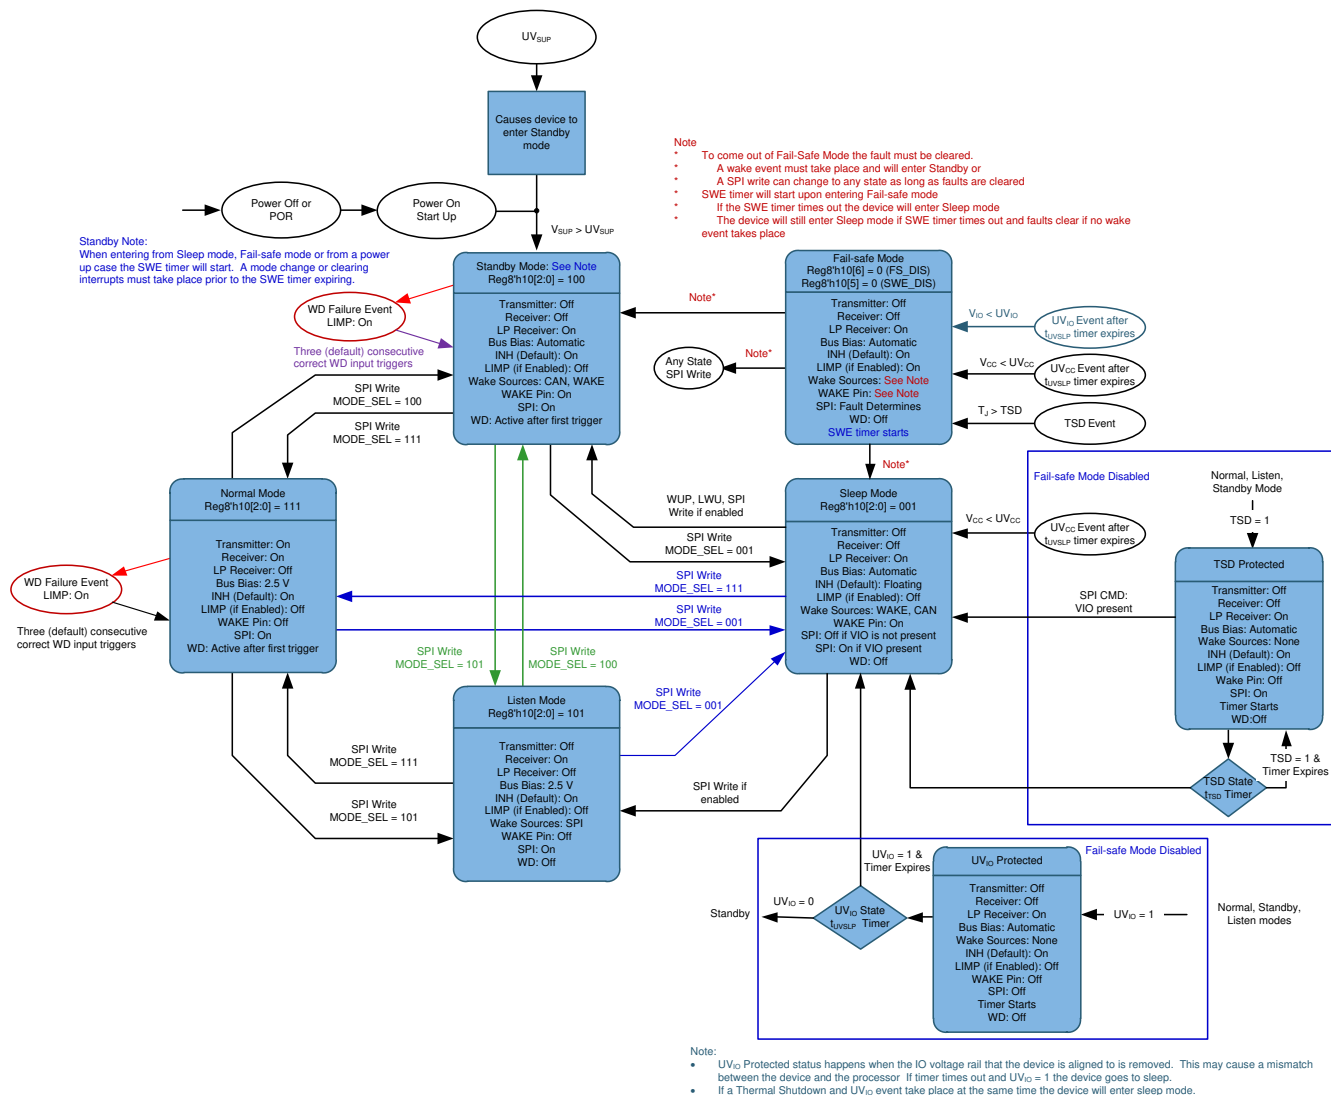 UVSUP
Causes device to
enter Standby
mode
Power Off or
POR
Power On
Start Up
VSUP > UVSUP
Note
* To come out of Fail-Safe Mode the fault must be cleared.
* A wake event must take place and will enter Standby or
* A SPI write can change to any state as long as faults are cleared
* SWE timer will start upon entering Fail-safe mode
* If the SWE timer times out the device will enter Sleep mode
* The device will still enter Sleep mode if SWE timer times out and faults clear if no wake
event takes place
Standby Note:
When entering from Sleep mode, Fail-safe mode or from a power
up case the SWE timer will start. A mode change or clearing
interrupts must take place prior to the SWE timer expiring.
Standby Mode: See Note
Reg8'h10[2:0] = 100
Transmitter: Off
Receiver: Off
LP Receiver: On
Bus Bias: Automatic
INH (Default): On
LIMP (if Enabled): Off
Wake Sources: CAN, WAKE
WAKE Pin: On
SPI: On
WD: Active after first trigger
WD Failure Event
LIMP: On
Three (default) consecutive
correct WD input triggers
SPI Write
MODE_SEL = 100
SPI Write
MODE_SEL = 111
Fail-safe Mode
Reg8'h10[6] = 0 (FS_DIS)
Reg8'h10[5] = 0 (SWE_DIS)
Transmitter: Off
Receiver: Off
LP Receiver: On
Bus Bias: Automatic
INH (Default): On
LIMP (if Enabled): On
Wake Sources: See Note
WAKE Pin: See Note
SPI: Fault Determines
WD: Off
SWE timer starts
Note*
Note*
Any State
SPI Write
VIO < UVIO
UVIO Event after
tUVSLP timer expires
VCC < UVCC
UVCC Event after
tUVSLP timer expires
TJ > TSD
TSD Event
Note*
Normal Mode
Reg8'h10[2:0] = 111
Transmitter: On
Receiver: On
LP Receiver: Off
Bus Bias: 2.5 V
INH (Default): On
LIMP (if Enabled): Off
WAKE Pin: Off
SPI: On
WD: Active after first trigger
WD Failure Event
LIMP: On
Three (default) consecutive
correct WD input triggers
WUP, LWU, SPI
Write if enabled
SPI Write
MODE_SEL = 001
SPI Write
MODE_SEL = 111
SPI Write
MODE_SEL = 001
Sleep Mode
Reg8'h10[2:0] = 001
Transmitter: Off
Receiver: Off
LP Receiver: On
Bus Bias: Automatic
INH (Default): Floating
LIMP (if Enabled): Off
Wake Sources: WAKE, CAN
WAKE Pin: On
SPI: Off if VIO is not present
SPI: On if VIO present
WD: Off
VCC < UVCC
UVCC Event after
tUVSLP timer expires
Fail-safe Mode Disabled
Normal, Listen,
Standby Mode
TSD = 1
TSD Protected
Transmitter: Off
Receiver: Off
LP Receiver: On
Bus Bias: Automatic
Wake Sources: None
INH (Default): On
LIMP (if Enabled): Off
Wake Pin: Off
SPI: On
Timer Starts
WD:Off
SPI CMD:
VIO present
TSD = 1 &
Timer Expires
TSD State
tTSD Timer
SPI Write
MODE_SEL = 101
SPI Write
MODE_SEL = 100
SPI Write
MODE_SEL = 001
Listen Mode
Reg8'h10[2:0] = 101
Transmitter: Off
Receiver: On
LP Receiver: Off
Bus Bias: 2.5 V
INH (Default): On
LIMP (if Enabled): Off
Wake Sources: SPI
WAKE Pin: Off
SPI: On
WD: Off
SPI Write
MODE_SEL = 111
SPI Write
MODE_SEL = 101
SPI Write if
enabled
Fail-safe Mode Disabled
UVIO = 1 &
Timer Expires
UVIO Protected
Transmitter: Off
Receiver: Off
LP Receiver: On
Bus Bias: Automatic
Wake Sources: None
INH (Default): On
LIMP (if Enabled): Off
WAKE Pin: Off
SPI: Off
Timer Starts
WD: Off
Standby
UVIO = 0
UVIO State
tUVSLP Timer
UVIO = 1
Normal, Standby,
Listen modes
Note:
• UVIO Protected status happens when the IO voltage rail that the device is aligned to is removed. This may cause a mismatch
between the device and the processor If timer times out and UVIO = 1 the device goes to sleep.
• If a Thermal Shutdown and UVIO event take place at the same time the device will enter sleep mode.